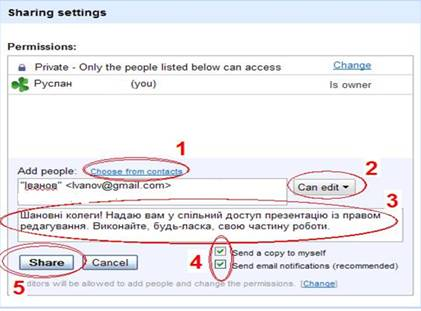 Sharing settings
Permissions:
Private - Only the people listed below can access Change
Руслан (you) Is owner
1
Add people: Choose from contacts
2
"Іванов" <Ivanov@gmail.com> Can edit
3
Шановні колеги! Надаю вам у спільний доступ презентацію із правом
редагування. Виконайте, будь-ласка, свою частину роботи.
4
Send a copy to myself
Share Cancel Send email notifications (recommended)
5
ditors will be allowed to add people and change the permissions. [Change]